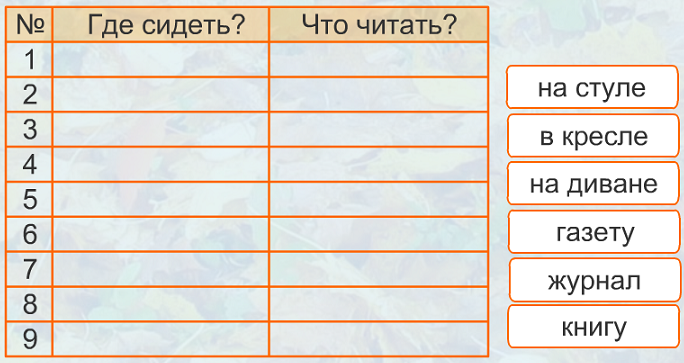 № Где сидеть? Что читать?
1
2
3
4
5
6
7
8
9
на стуле
в кресле
на диване
газету
журнал
книгу